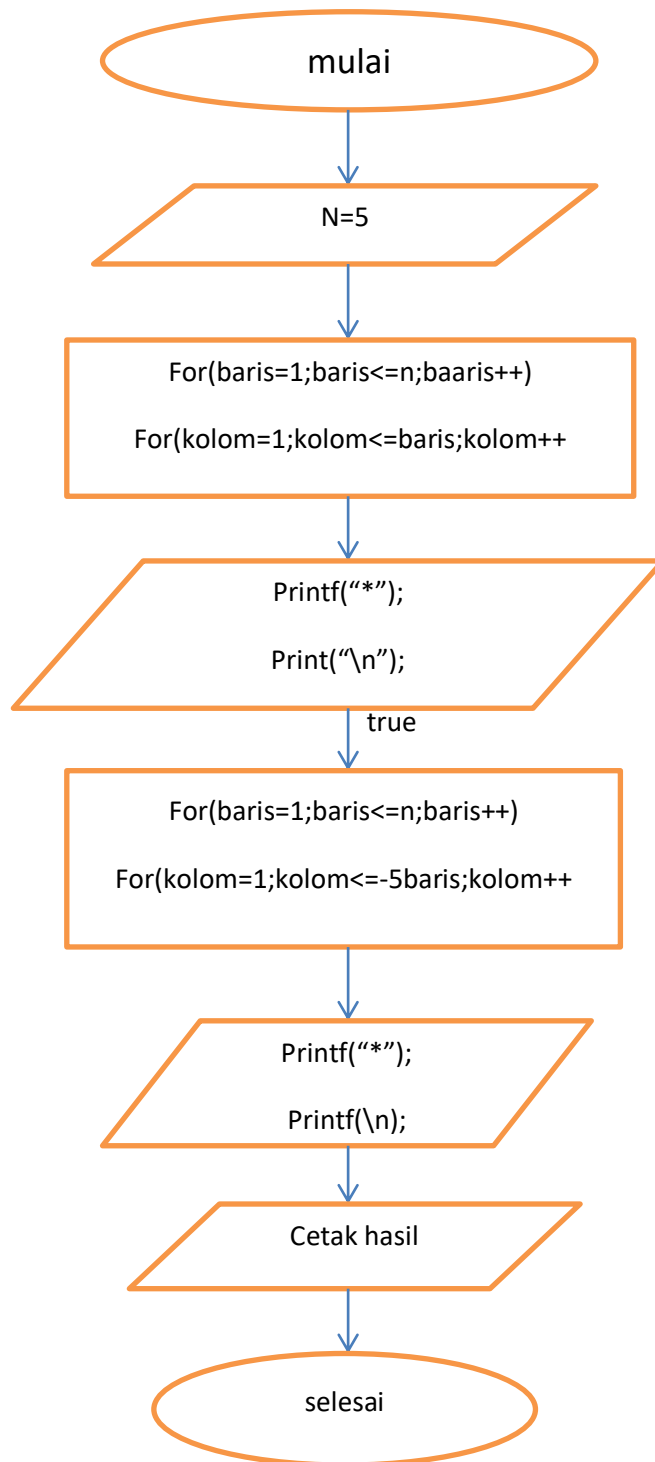 mulai
N=5
For(baris=1;baris<=n;baaris++)
For(kolom=1;kolom<=baris;kolom++
Printf(“*”);
Print(“\n”);
true
For(baris=1;baris<=n;baris++)
For(kolom=1;kolom<=-5baris;kolom++
Printf(“*”);
Printf(\n);
Cetak hasil
selesai